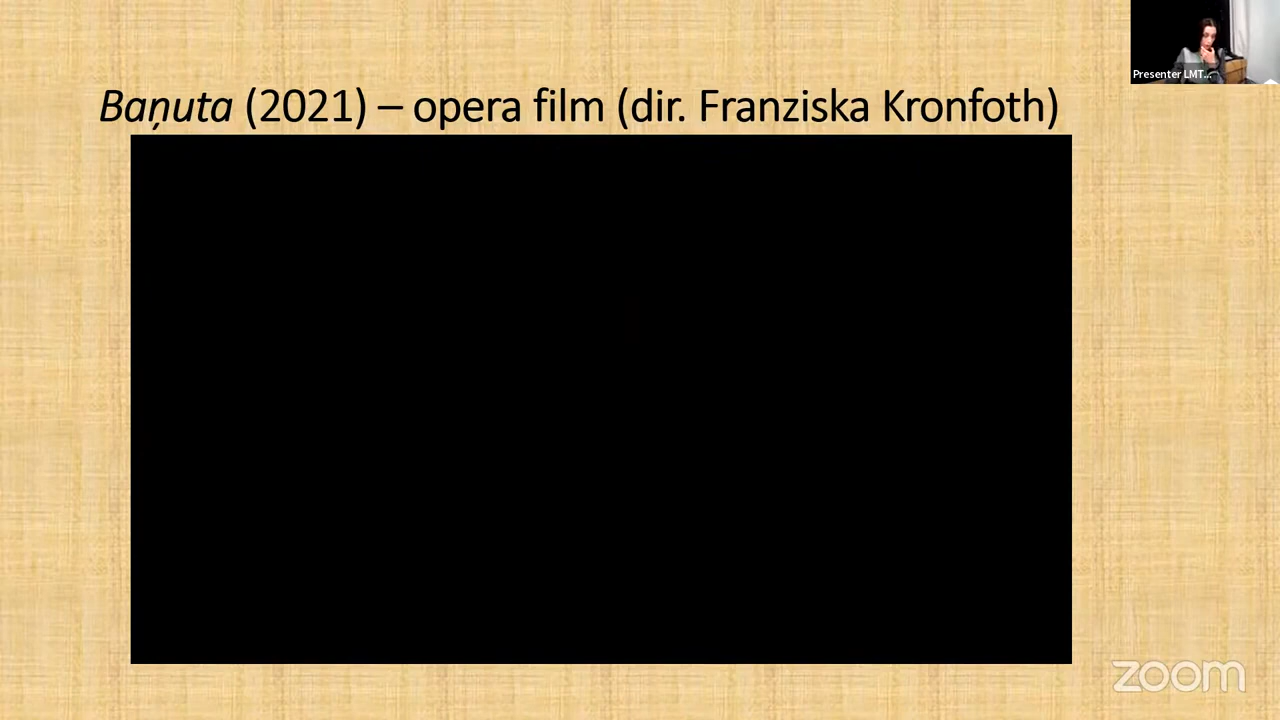 Baņuta (2021) – opera film (dir. Franziska Kronfoth)
Presenter LMT...
zoom